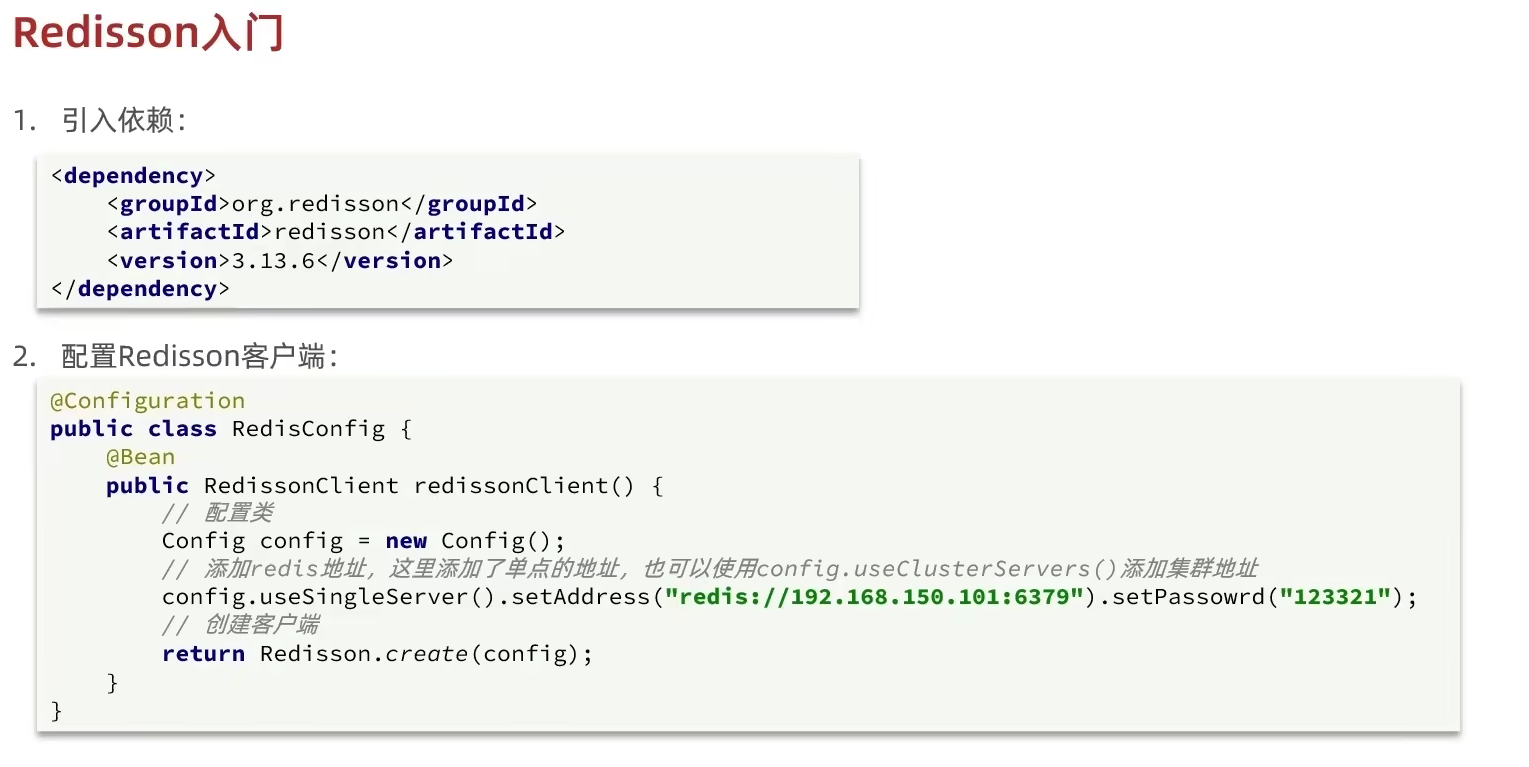 Redisson入门
1. 引入依赖：
<dependency>
    <groupId>org.redisson</groupId>
    <artifactId>redisson</artifactId>
    <version>3.13.6</version>
</dependency>
2. 配置Redisson客户端：
@Configuration
public class RedisConfig {
    @Bean
    public RedissonClient redissonClient() {
        // 配置类
        Config config = new Config();
        // 添加redis地址，这里添加了单点的地址，也可以使用config.useClusterServers()添加集群地址
        config.useSingleServer().setAddress("redis://192.168.150.101:6379").setPassowrd("123321");
        // 创建客户端
        return Redisson.create(config);
    }
}